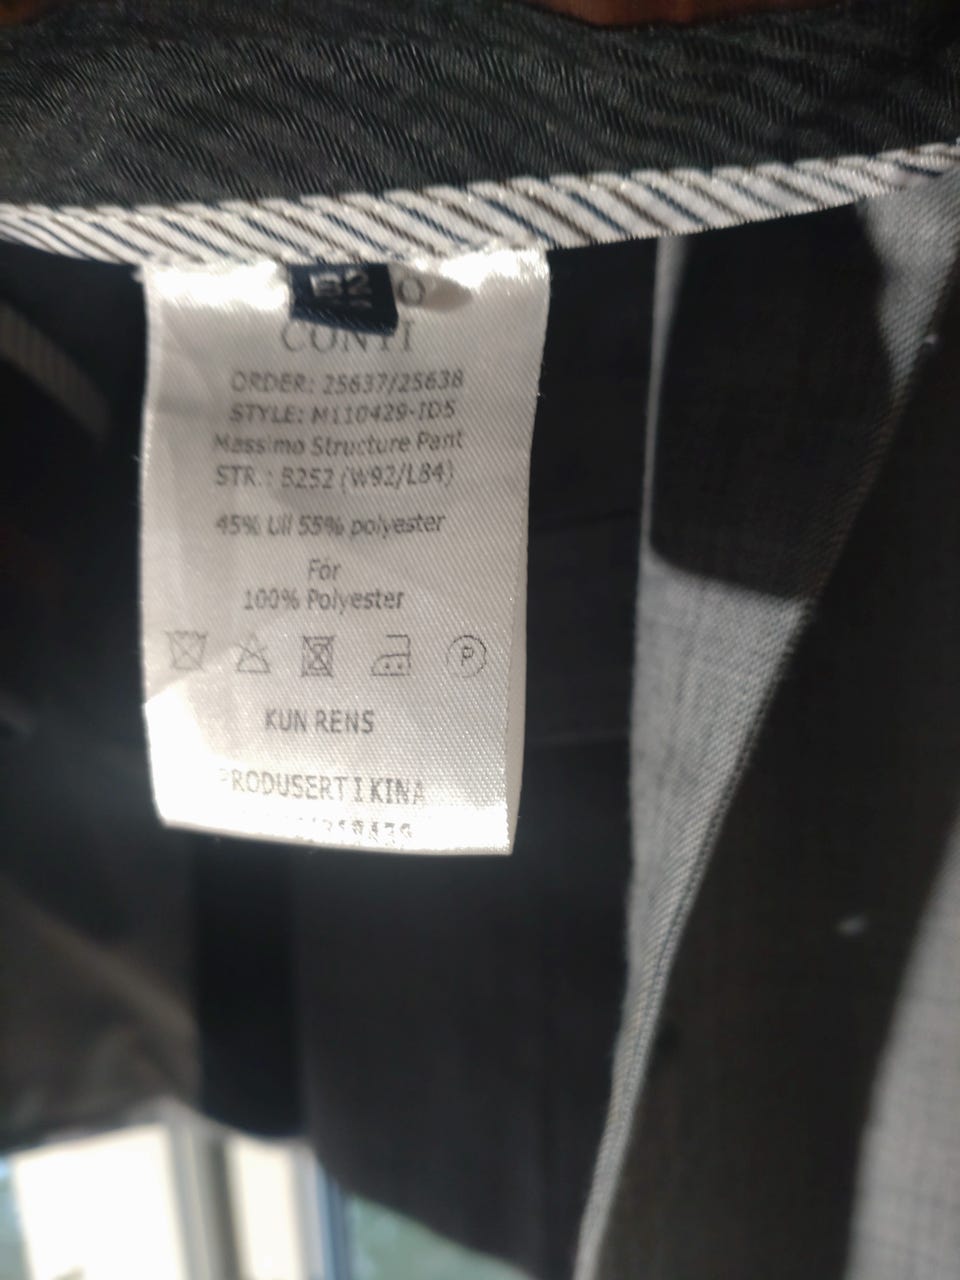 B2
O
CONTI
ORDER: 25637/25638
STYLE: M110429-ID5
Massimo Structure Pant
STR.: B252 (W92/L84)
45% Ull 55% polyester
Fór
100% Polyester
P
KUN RENS
PRODUSERT I KINA